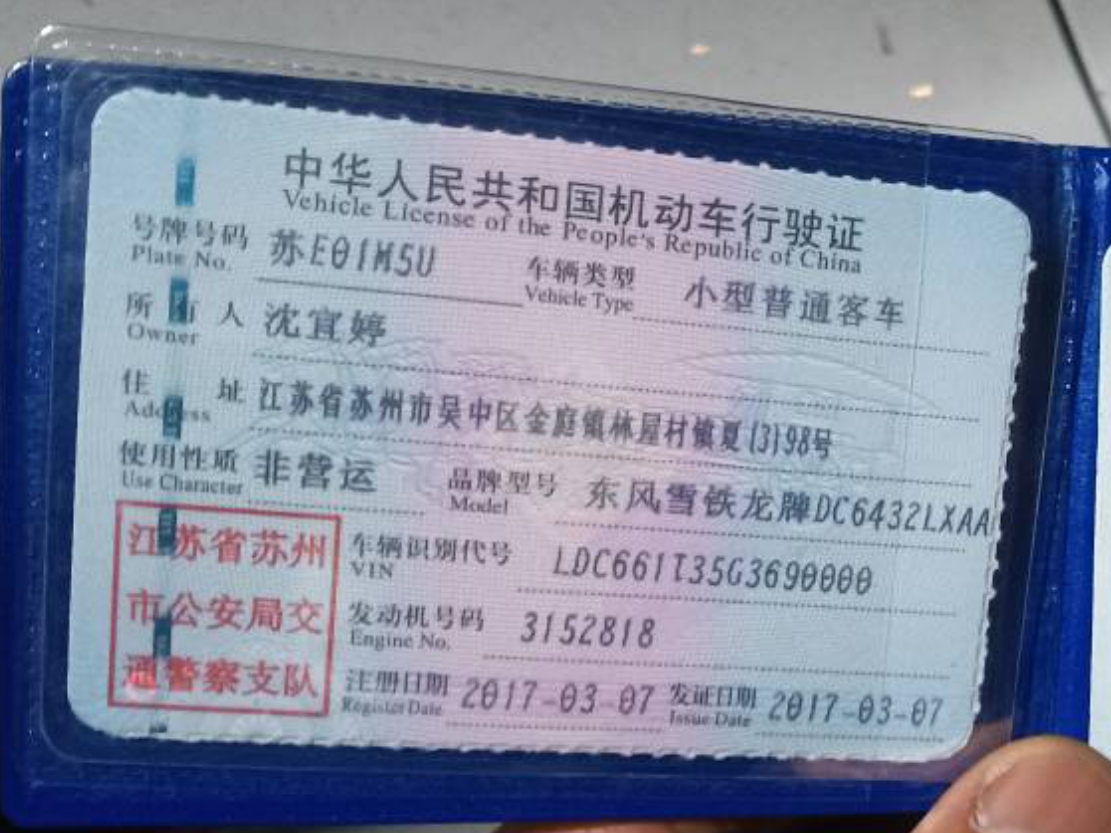 中华人民共和国机动车行驶证
Vehicle License of the People's Republic of China
号牌号码 苏E01M5U 车辆类型 小型普通客车
Plate No. Vehicle Type
所有人 沈宜婷
Owner
住址 江苏省苏州市吴中区金庭镇林屋村镇夏(3)98号
Address
使用性质 非营运 品牌型号 东风雪铁龙牌DC6432LXAA
Use Character Model
江苏省苏州
市公安局交
通警察支队
车辆识别代号 LDC661T35G3690000
VIN
发动机号码 3152818
Engine No.
注册日期 2017-03-07 发证日期 2017-03-07
Register Date Issue Date